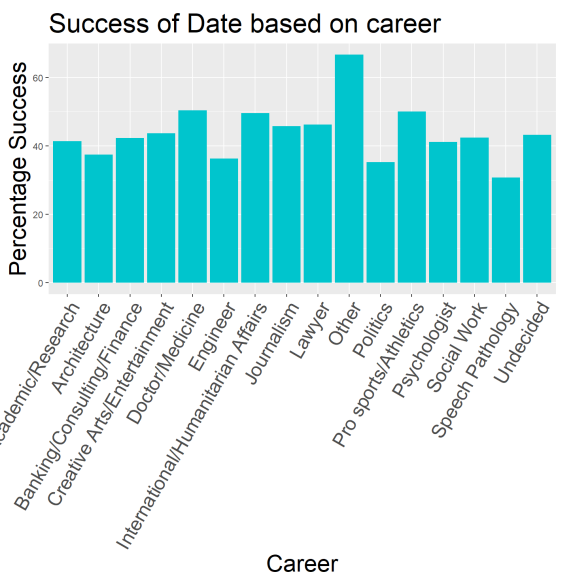 Success of Date based on career
Percentage Success
60
40
20
0
Architecture
Banking/Consulting/Finance
Creative Arts/Entertainment
Doctor/Medicine
Engineer
International/Humanitarian Affairs
Journalism
Lawyer
Other
Politics
Pro sports/Athletics
Psychologist
Social Work
Speech Pathology
Undecided
Career